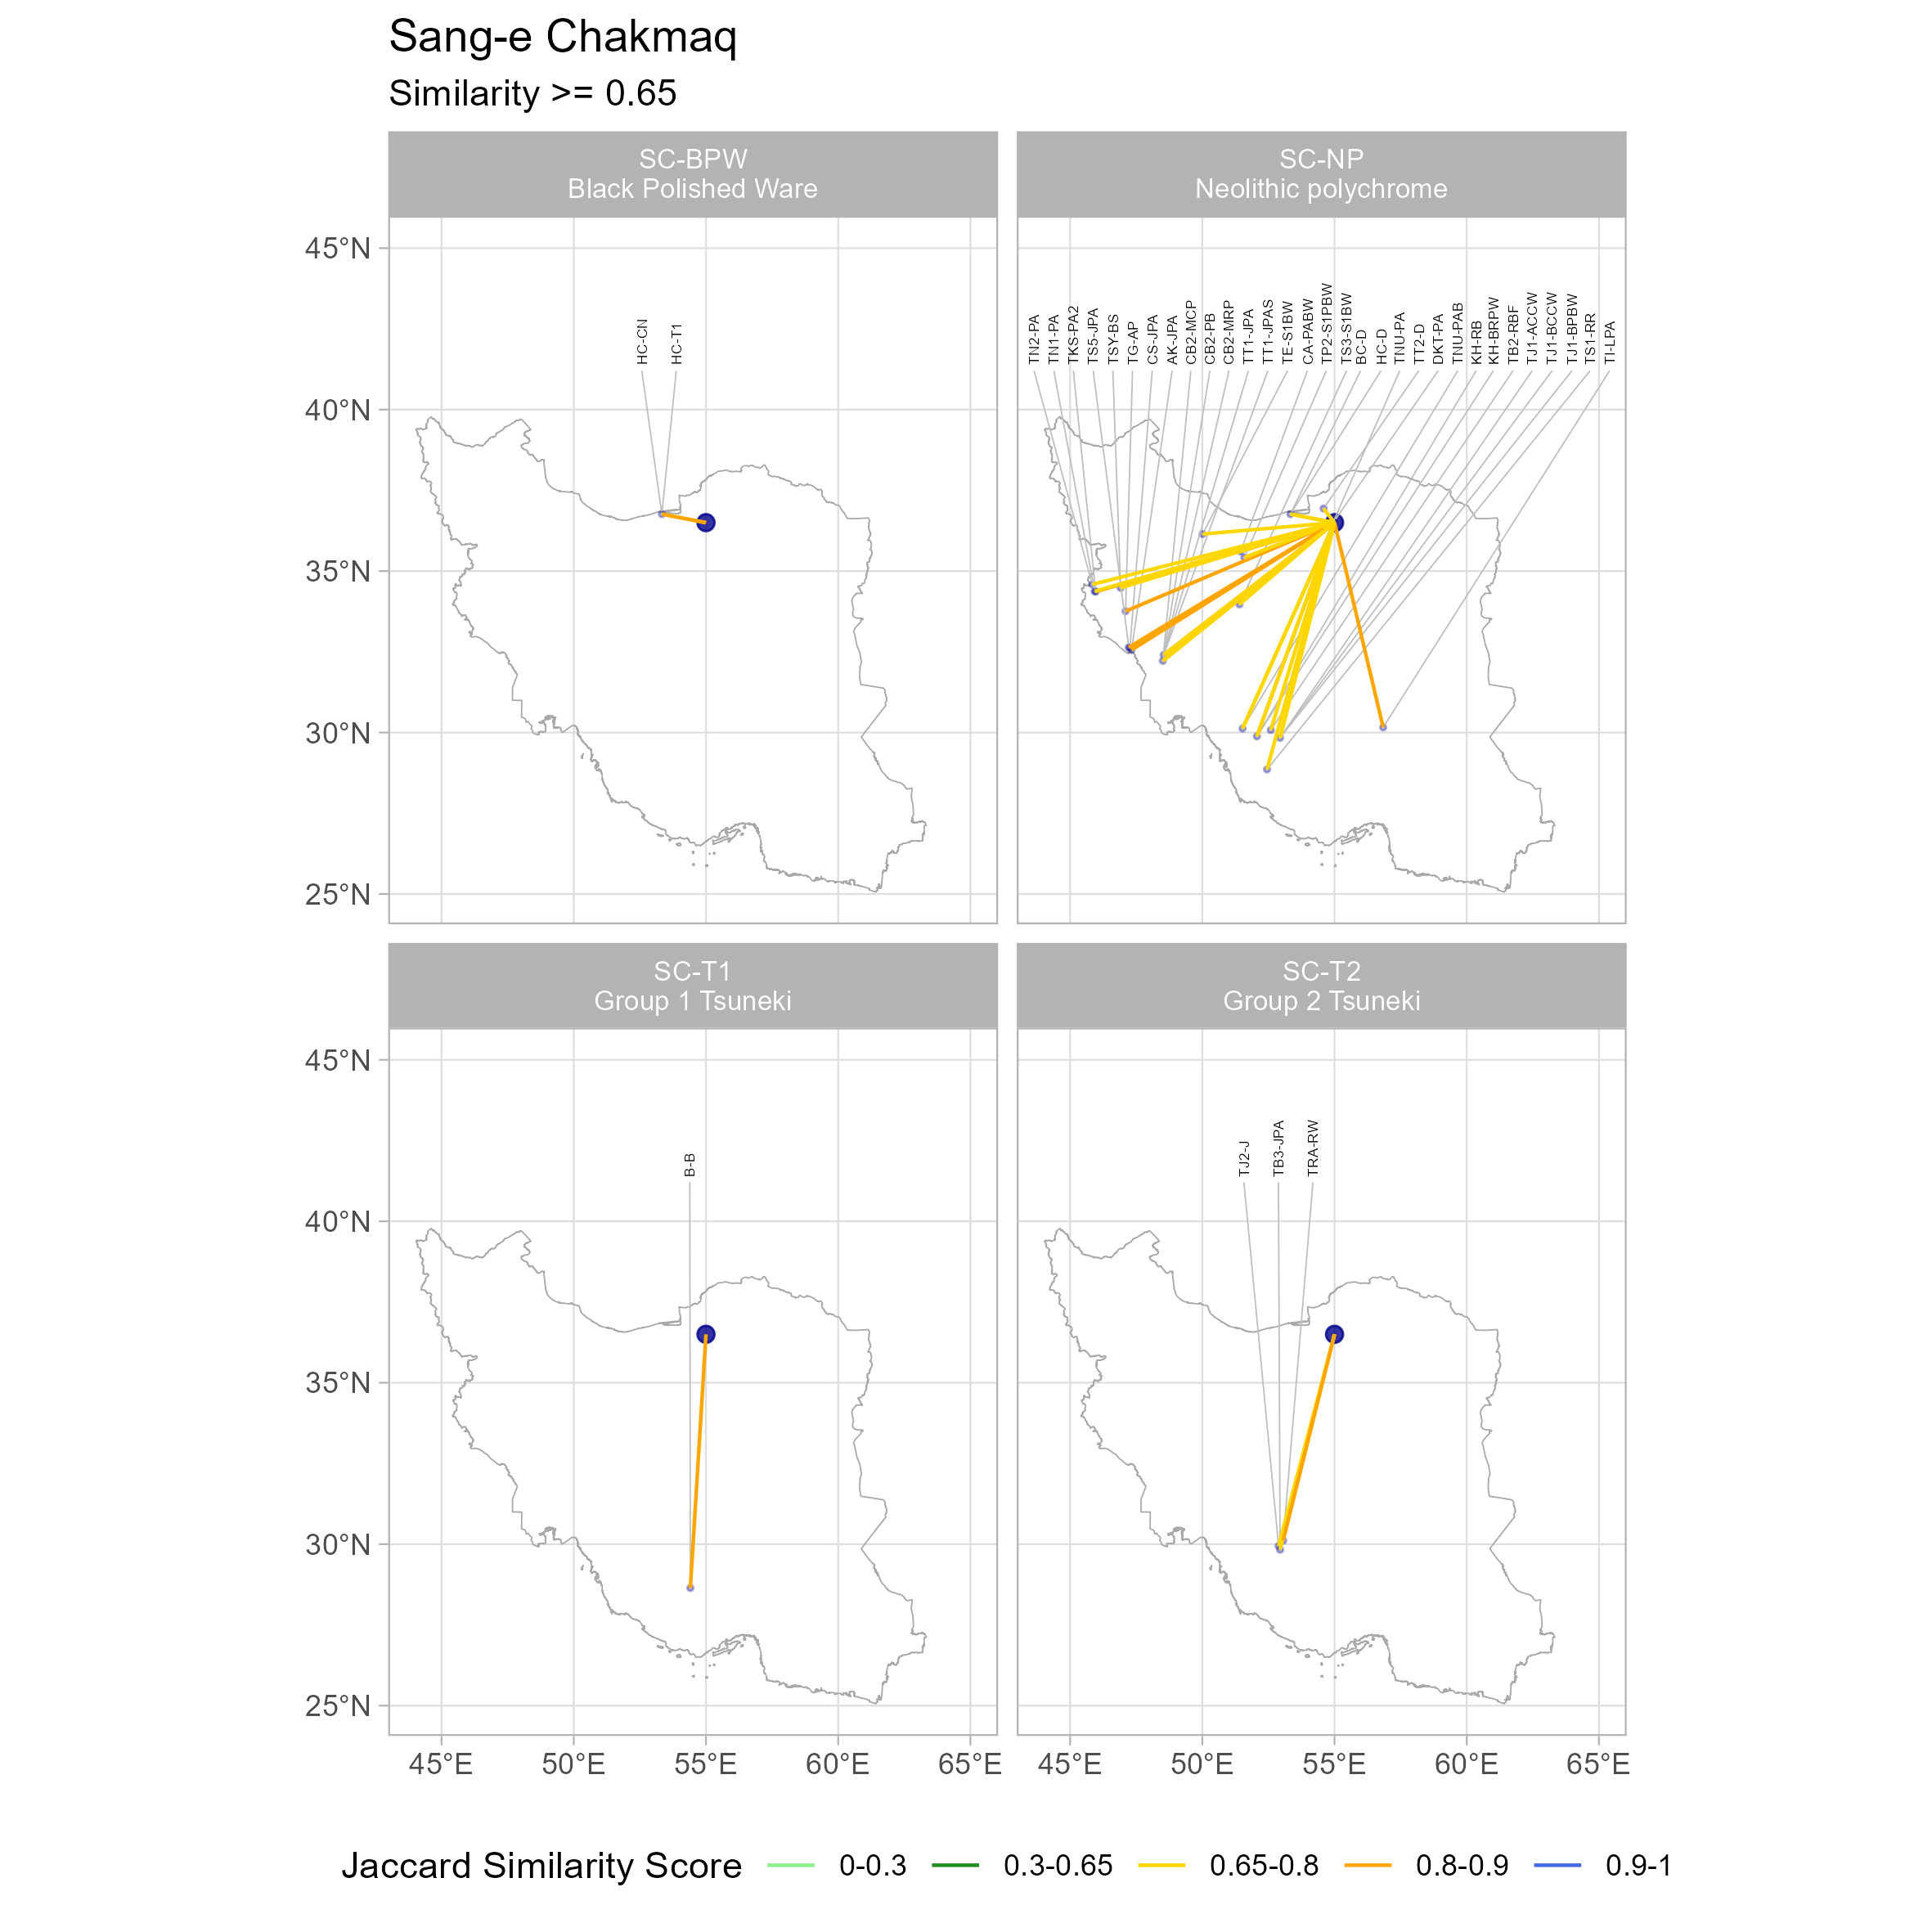 Sang-e Chakmaq
Similarity >= 0.65
SC-BPW
Black Polished Ware
SC-NP
Neolithic polychrome
45°N
40°N
35°N
30°N
25°N
HC-CN
HC-T1
TN2-PA
TN1-PA
TKS-PA2
TS5-JPA
TSY-BS
TG-AP
CS-JPA
AK-JPA
CB2-MCP
CB2-PB
CB2-MRP
TT1-JPA
TT1-JPAS
TE-S1BW
CA-PABW
TP2-S1PBW
TS3-S1BW
BC-D
HC-D
TNU-PA
TT2-D
DKT-PA
TNU-PAB
KH-RB
KH-BRPW
TB2-RBF
TJ1-ACCW
TJ1-BCCW
TJ1-BPBW
TS1-RR
TI-LPA
SC-T1
Group 1 Tsuneki
SC-T2
Group 2 Tsuneki
45°N
40°N
35°N
30°N
25°N
B-B
TJ2-J
TB3-JPA
TRA-RW
45°E 50°E 55°E 60°E 65°E
45°E 50°E 55°E 60°E 65°E
Jaccard Similarity Score 0-0.3 0.3-0.65 0.65-0.8 0.8-0.9 0.9-1